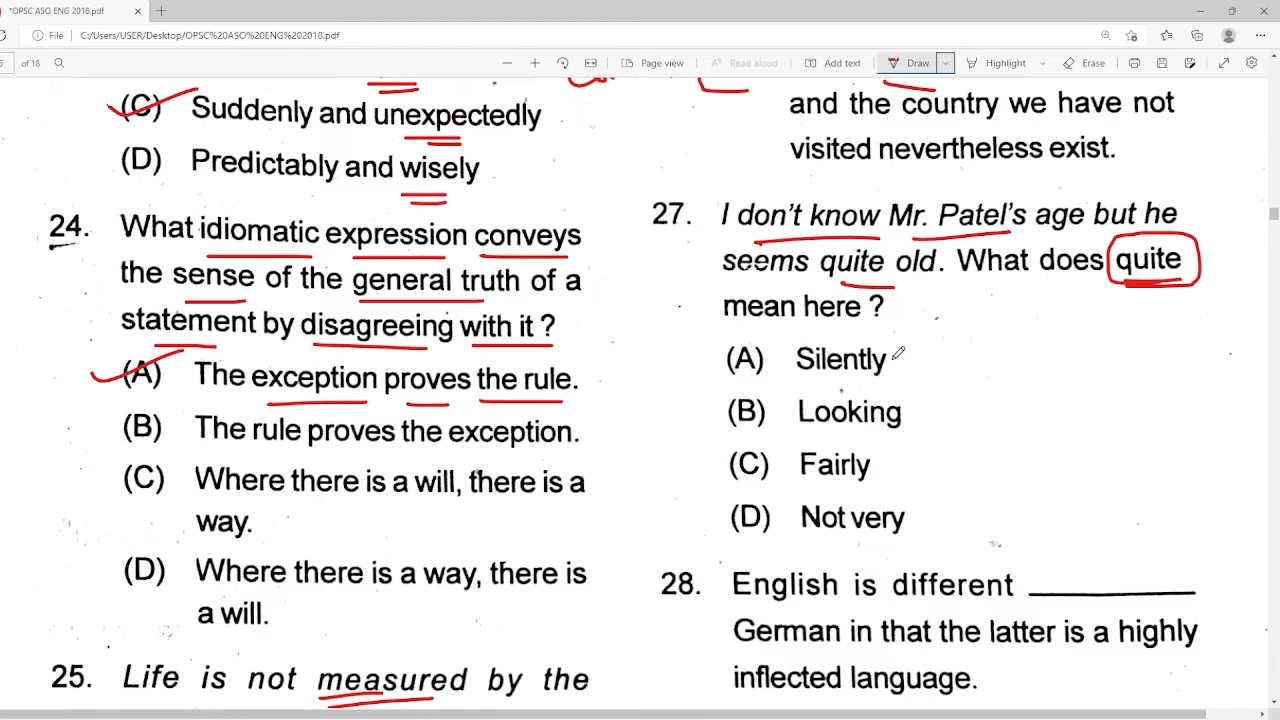 *OPSC ASO ENG 2018.pdf
File C:/Users/USER/Desktop/OPSC%20ASO%20ENG%202018.pdf
of 18 Page view Read aloud Add text Draw Highlight Erase
(C) Suddenly and unexpectedly
(D) Predictably and wisely
24. What idiomatic expression conveys
the sense of the general truth of a
statement by disagreeing with it ?
(A) The exception proves the rule.
(B) The rule proves the exception.
(C) Where there is a will, there is a
way.
(D) Where there is a way, there is
a will.
25. Life is not measured by the
and the country we have not
visited nevertheless exist.
27. I don't know Mr. Patel's age but he
seems quite old. What does quite
mean here ?
(A) Silently
(B) Looking
(C) Fairly
(D) Not very
28. English is different ________
German in that the latter is a highly
inflected language.